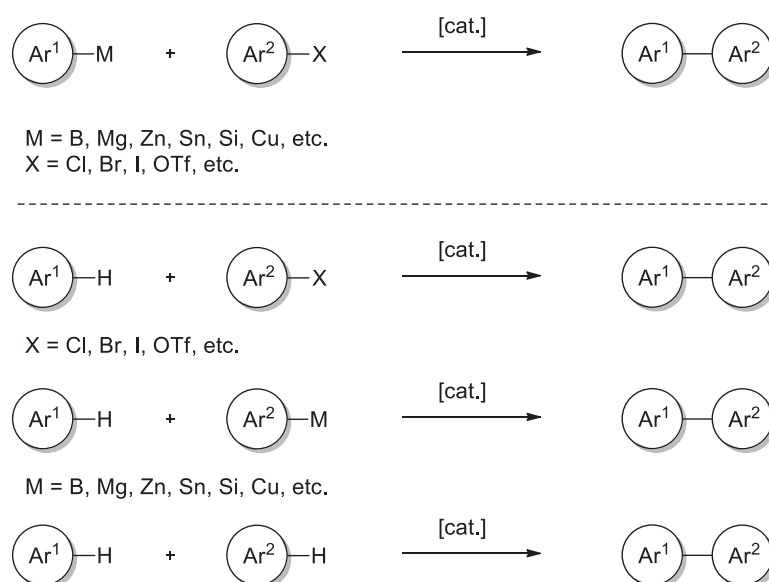 Ar¹ M + Ar² X [cat.] Ar¹ Ar²
M = B, Mg, Zn, Sn, Si, Cu, etc.
X = Cl, Br, I, OTf, etc.
Ar¹ H + Ar² X [cat.] Ar¹ Ar²
X = Cl, Br, I, OTf, etc.
Ar¹ H + Ar² M [cat.] Ar¹ Ar²
M = B, Mg, Zn, Sn, Si, Cu, etc.
Ar¹ H + Ar² H [cat.] Ar¹ Ar²